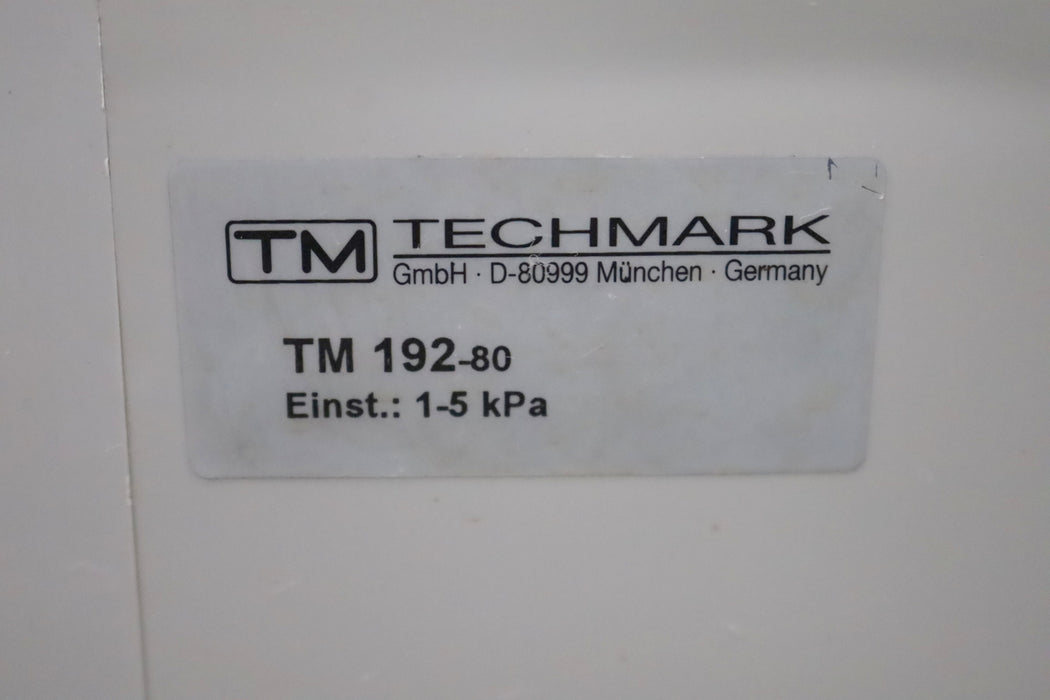 TM TECHMARK
GmbH · D-80999 München · Germany
TM 192-80
Einst.: 1-5 kPa